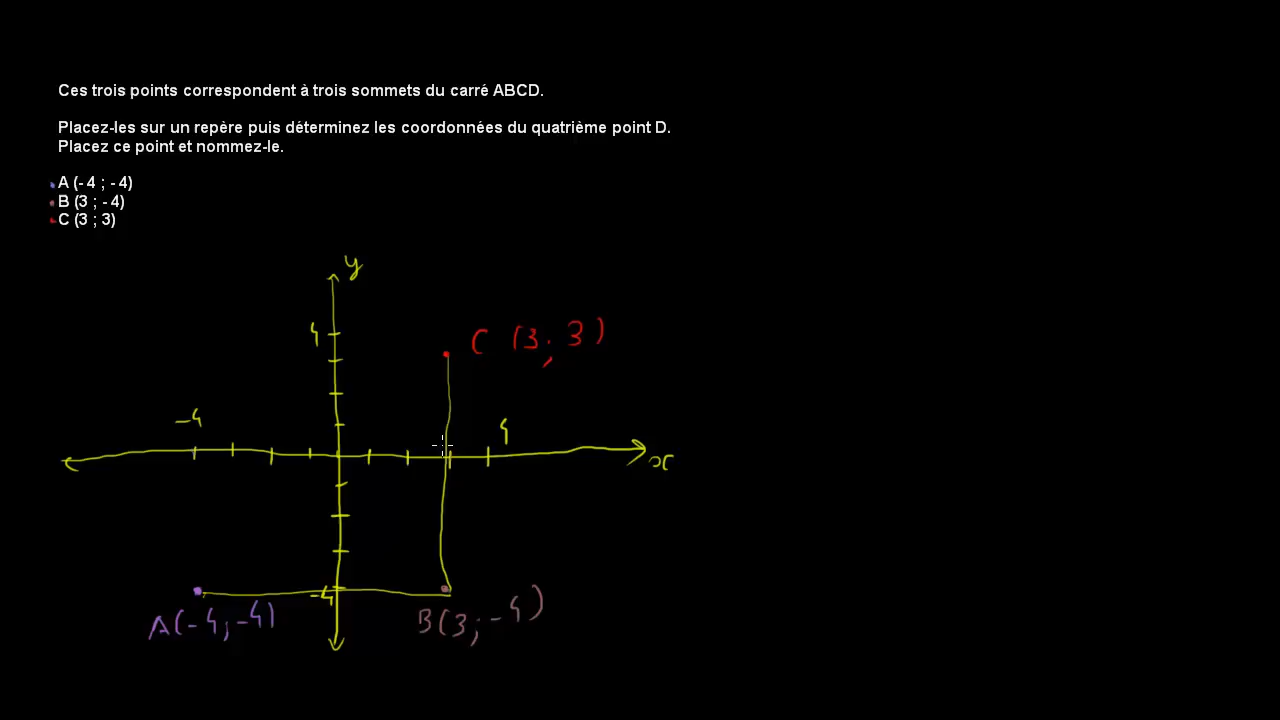 Ces trois points correspondent à trois sommets du carré ABCD.
Placez-les sur un repère puis déterminez les coordonnées du quatrième point D.
Placez ce point et nommez-le.
A (- 4 ; - 4)
B (3 ; - 4)
C (3 ; 3)
y
4
C (3; 3)
-4
4
x
-4
A(-4; -4)
B(3; -4)